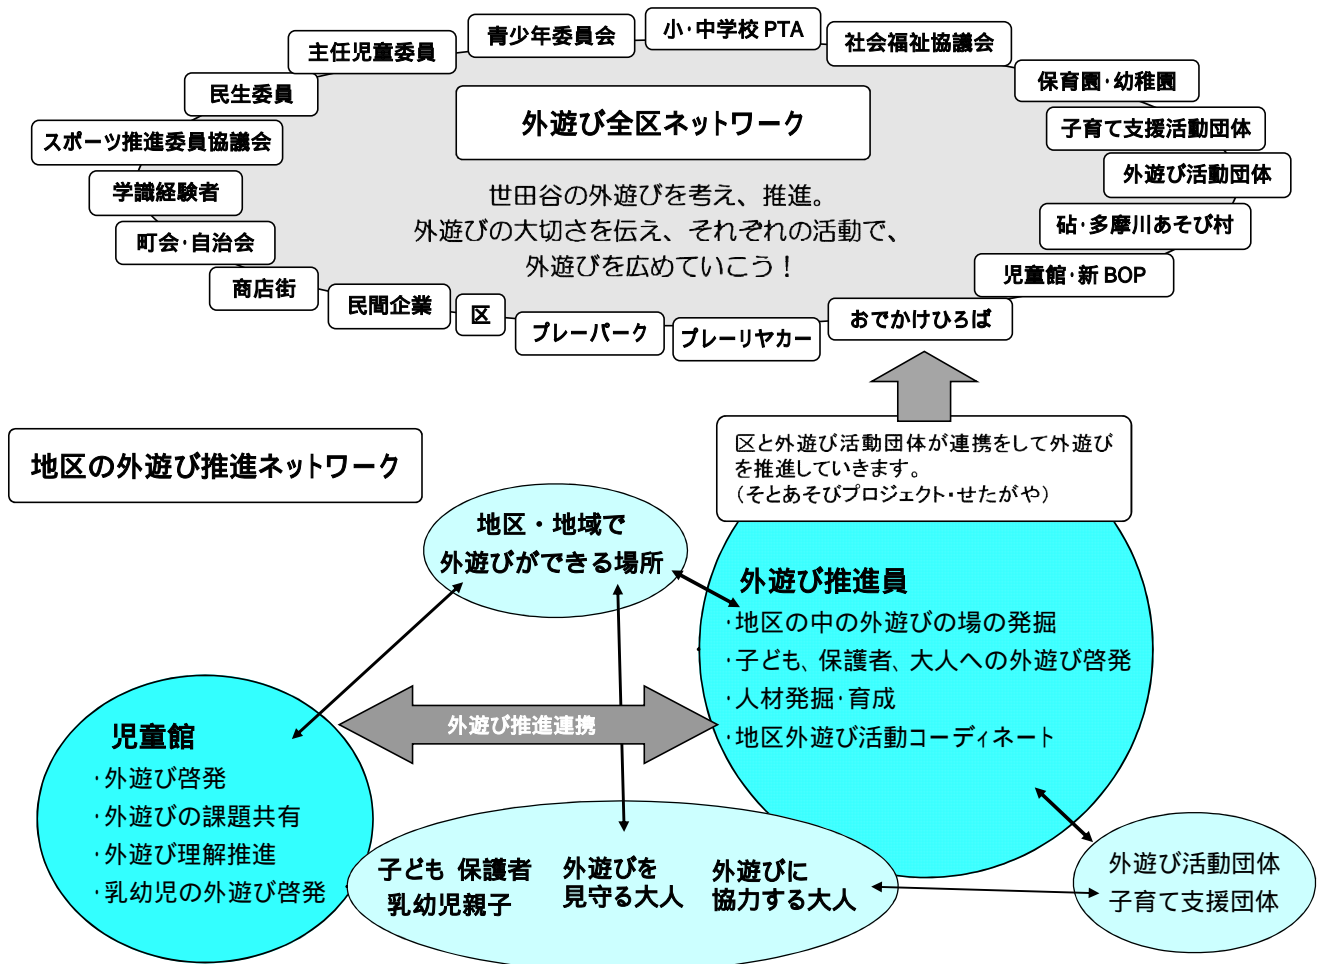 青少年委員会
小・中学校 PTA
社会福祉協議会
主任児童委員
保育園・幼稚園
民生委員
子育て支援活動団体
スポーツ推進委員協議会
外遊び活動団体
学識経験者
砧・多摩川あそび村
町会・自治会
児童館・新 BOP
商店街
民間企業
区
プレーパーク
プレーリヤカー
おでかけひろば
外遊び全区ネットワーク
世田谷の外遊びを考え、推進。
外遊びの大切さを伝え、それぞれの活動で、
外遊びを広めていこう！
区と外遊び活動団体が連携をして外遊び
を推進していきます。
（そとあそびプロジェクト・せたがや）
地区の外遊び推進ネットワーク
地区・地域で
外遊びができる場所
外遊び推進員
・地区の中の外遊びの場の発掘
・子ども、保護者、大人への外遊び啓発
・人材発掘・育成
・地区外遊び活動コーディネート
外遊び推進連携
児童館
・外遊び啓発
・外遊びの課題共有
・外遊び理解推進
・乳幼児の外遊び啓発
子ども 保護者
乳幼児親子
外遊びを
見守る大人
外遊びに
協力する大人
外遊び活動団体
子育て支援団体